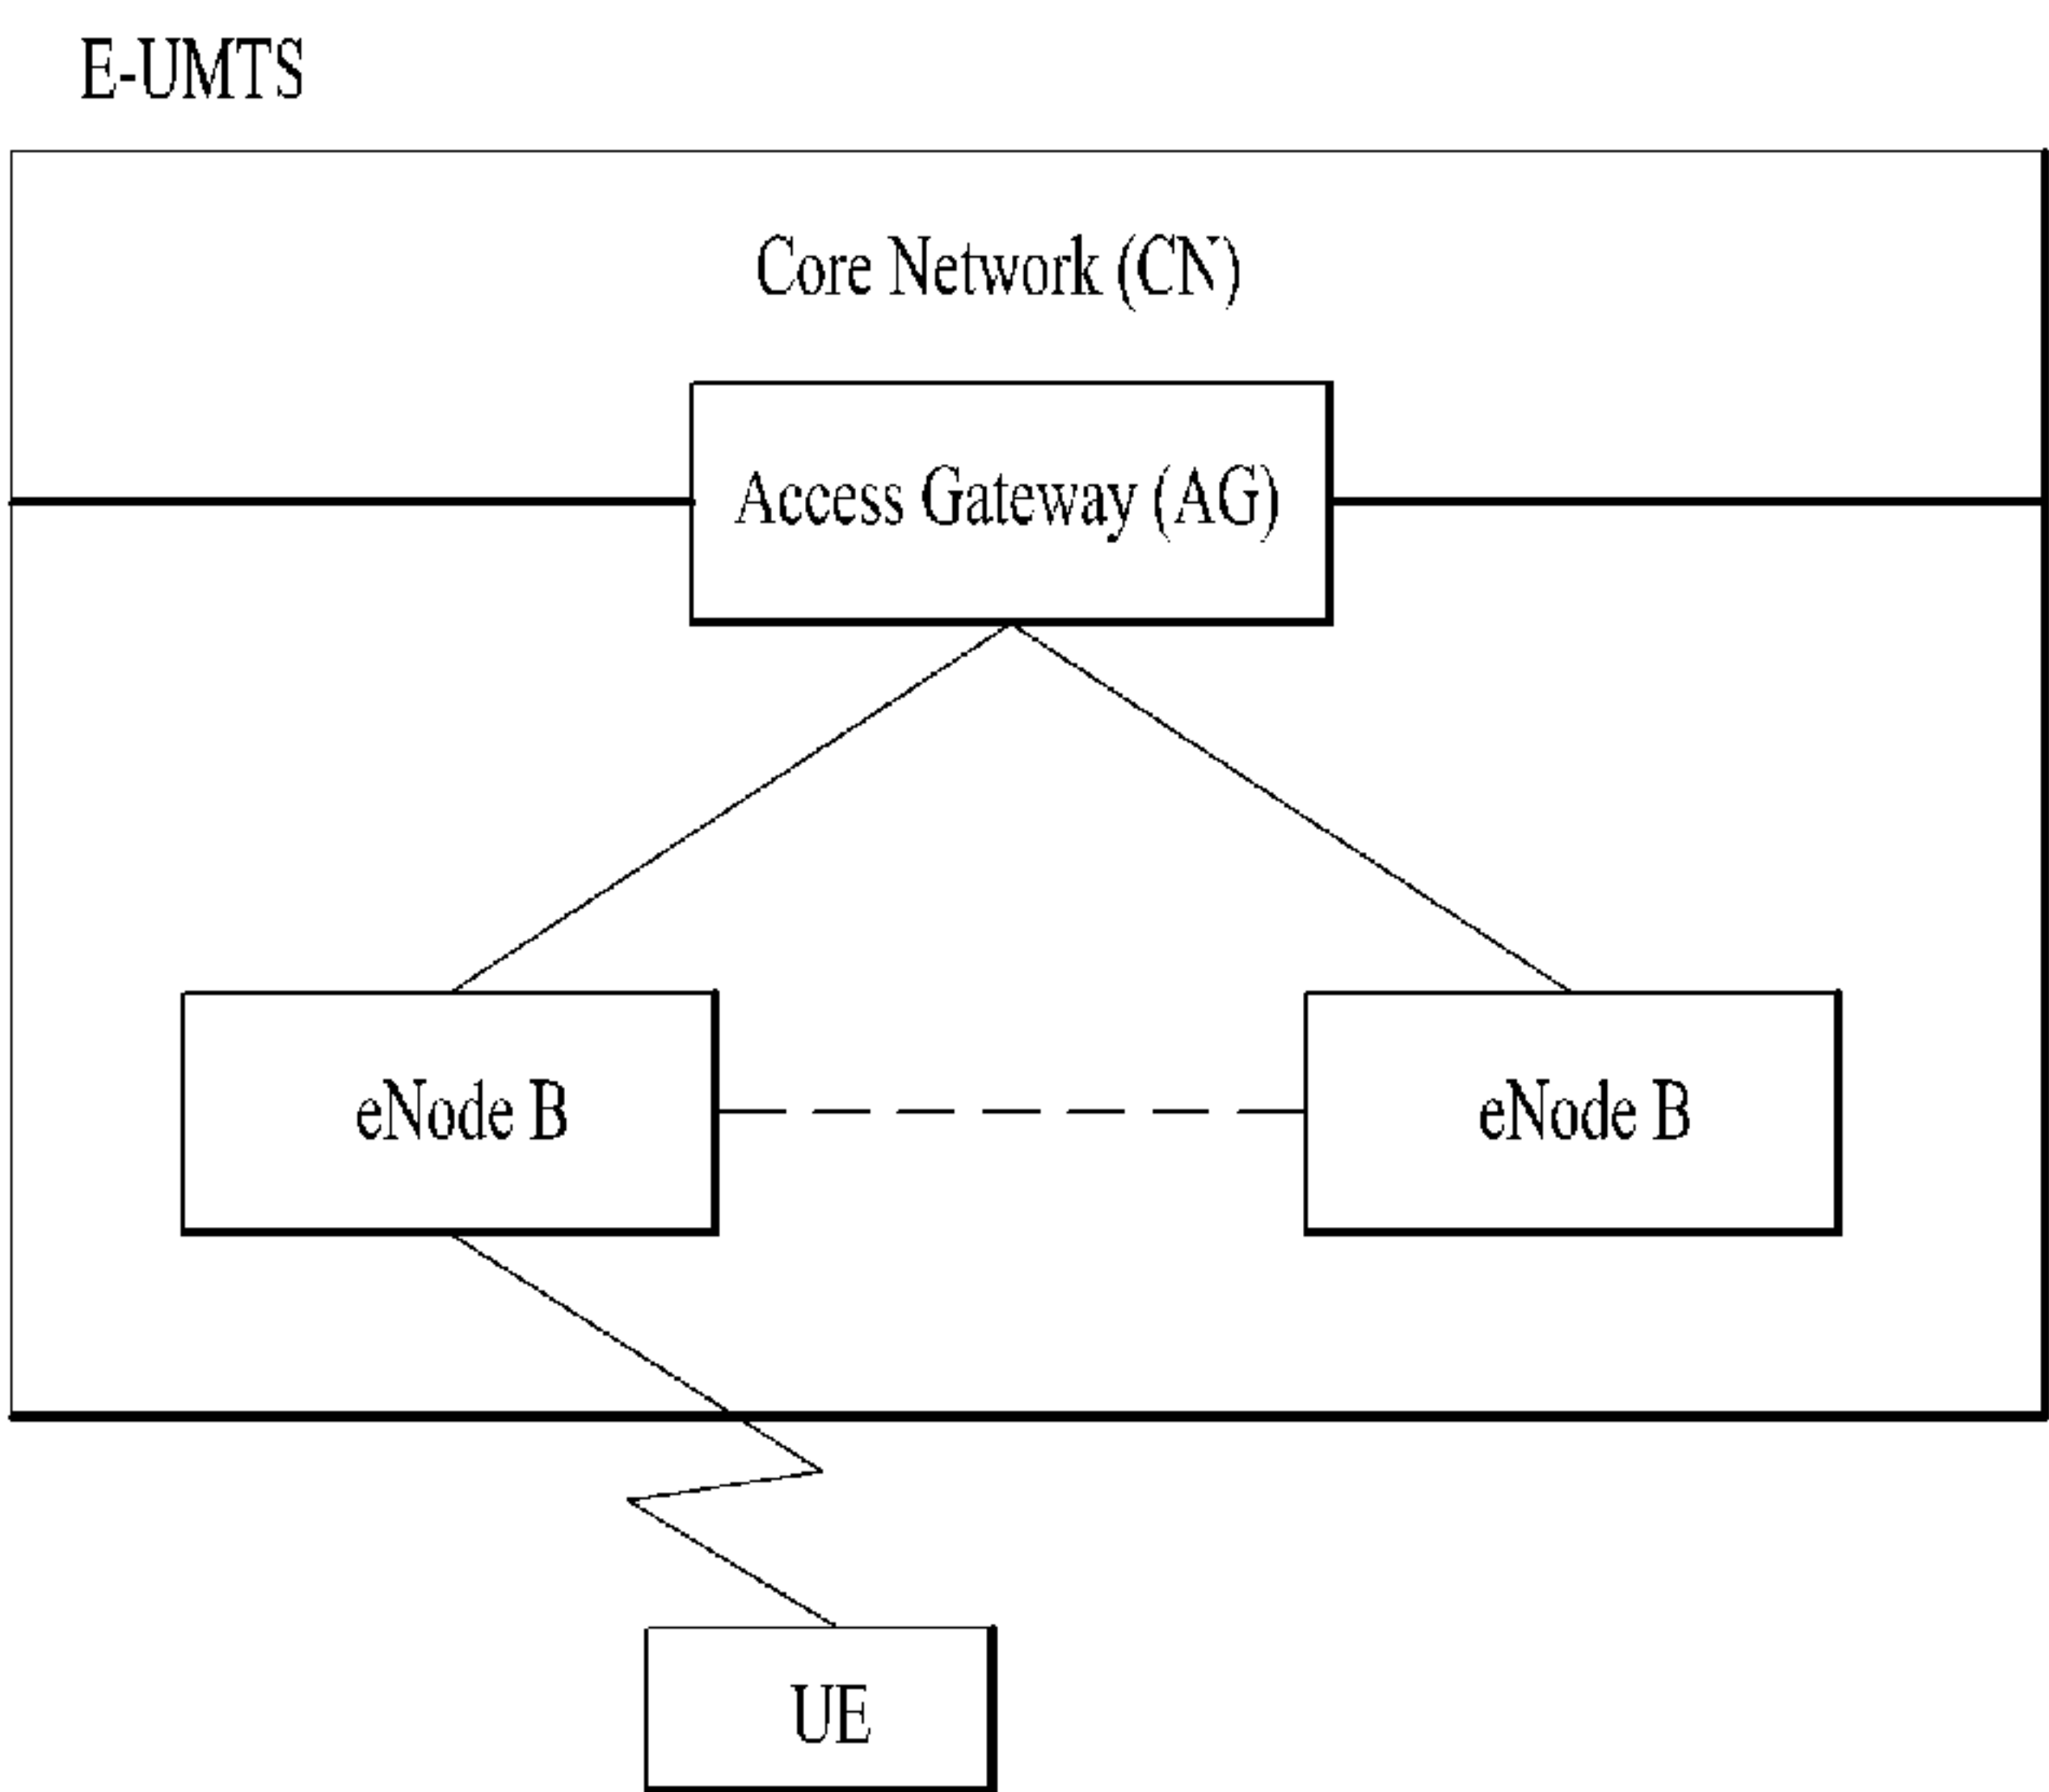 E-UMTS
Core Network (CN)
Access Gateway (AG)
eNode B
eNode B
UE